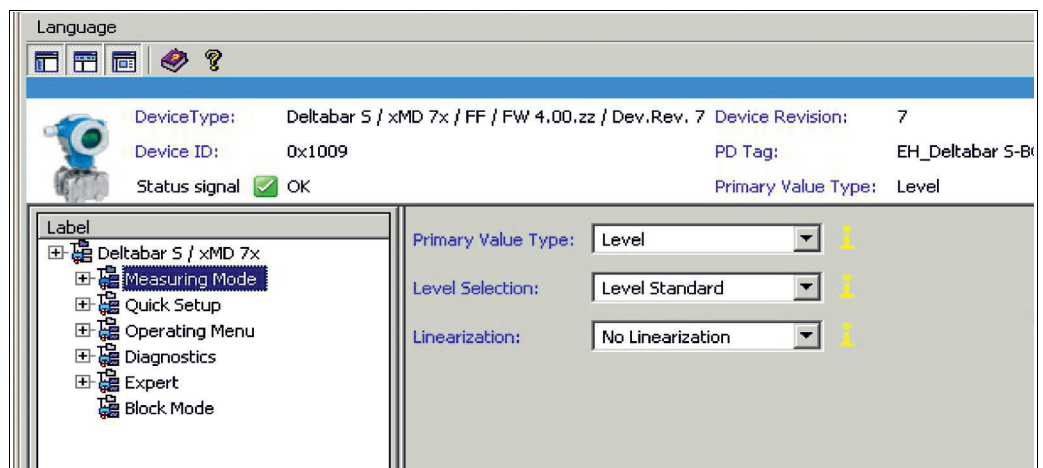 Language
DeviceType: Deltabar S / xMD 7x / FF / FW 4.00.zz / Dev.Rev. 7 Device Revision: 7
Device ID: 0x1009 PD Tag: EH_Deltabar S-
Status signal OK Primary Value Type: Level
Label
Deltabar S / xMD 7x
Measuring Mode
Quick Setup
Operating Menu
Diagnostics
Expert
Block Mode
Primary Value Type: Level
Level Selection: Level Standard
Linearization: No Linearization